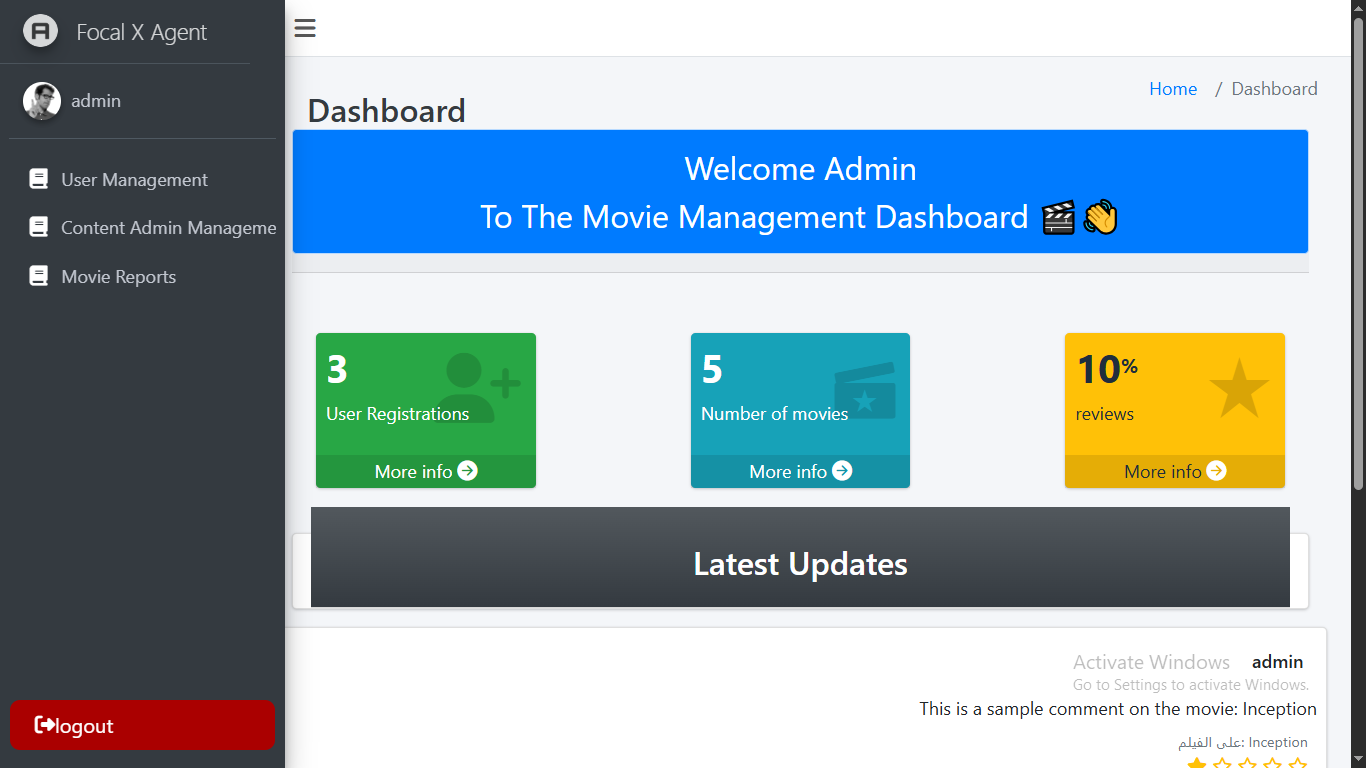 Focal X Agent
admin
User Management
Content Admin Manageme
Movie Reports
logout
Home / Dashboard
Dashboard
Welcome Admin
To The Movie Management Dashboard
3
User Registrations
More info
5
Number of movies
More info
10%
reviews
More info
Latest Updates
admin
Activate Windows
Go to Settings to activate Windows.
This is a sample comment on the movie: Inception
على الفيلم: Inception